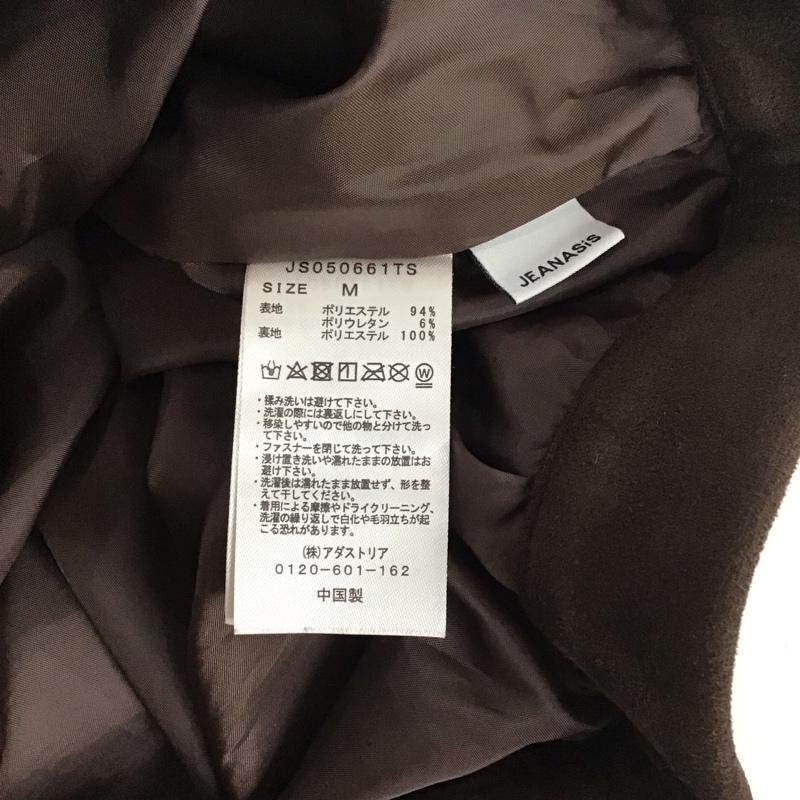 JEANASiS
JS050661TS
SIZE M
表地 ポリエステル 94%
ポリウレタン 6%
裏地 ポリエステル 100%
W
・揉み洗いは避けて下さい。
・洗濯の際には裏返しにして下さい。
・移染しやすいので他の物と分けて洗っ
て下さい。
・ファスナーを閉じて洗って下さい。
・浸け置き洗いや濡れたままの放置はお
避け下さい。
・洗濯後は濡れたまま放置せず、形を整
えて干してください。
・着用による摩擦やドライクリーニング、
洗濯の繰り返しで白化や毛羽立ちが起
こる恐れがあります。
(株)アダストリア
0120-601-162
中国製